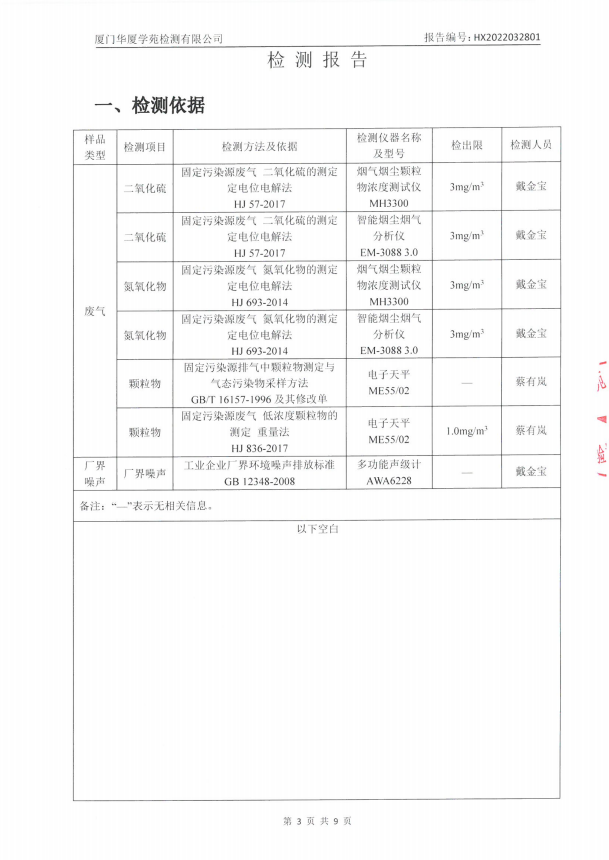 厦门华厦学苑检测有限公司 报告编号: HX2022032801
检 测 报 告
一、检测依据
样品类型 检测项目 检测方法及依据 检测仪器名称及型号 检出限 检测人员
废气
二氧化硫 固定污染源废气 二氧化硫的测定 定电位电解法 HJ 57-2017 烟气烟尘颗粒物浓度测试仪 MH3300 3mg/m³ 戴金宝
二氧化硫 固定污染源废气 二氧化硫的测定 定电位电解法 HJ 57-2017 智能烟尘烟气分析仪 EM-3088 3.0 3mg/m³ 戴金宝
氮氧化物 固定污染源废气 氮氧化物的测定 定电位电解法 HJ 693-2014 烟气烟尘颗粒物浓度测试仪 MH3300 3mg/m³ 戴金宝
氮氧化物 固定污染源废气 氮氧化物的测定 定电位电解法 HJ 693-2014 智能烟尘烟气分析仪 EM-3088 3.0 3mg/m³ 戴金宝
颗粒物 固定污染源排气中颗粒物测定与气态污染物采样方法 GB/T 16157-1996 及其修改单 电子天平 ME55/02 — 蔡有岚
颗粒物 固定污染源废气 低浓度颗粒物的测定 重量法 HJ 836-2017 电子天平 ME55/02 1.0mg/m³ 蔡有岚
厂界噪声 厂界噪声 工业企业厂界环境噪声排放标准 GB 12348-2008 多功能声级计 AWA6228 — 戴金宝
备注：“—”表示无相关信息。
以下空白
第 3 页 共 9 页